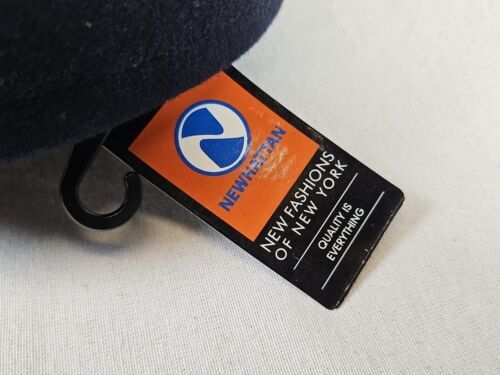 NEWHATTAN
NEW FASHIONS
OF NEW YORK
QUALITY IS
EVERYTHING